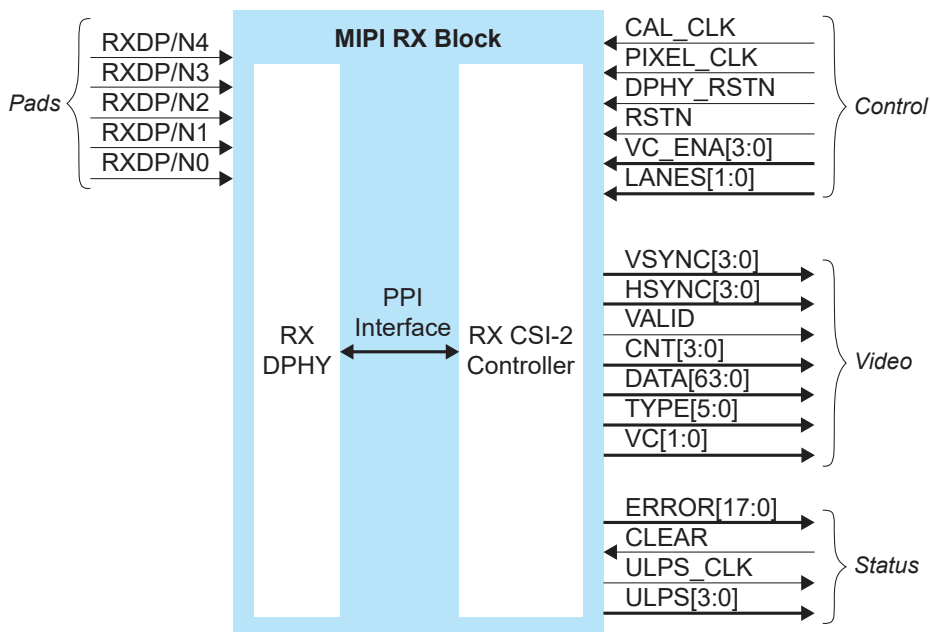 MIPI RX Block
Pads
RXDP/N4
RXDP/N3
RXDP/N2
RXDP/N1
RXDP/N0
RX
DPHY
PPI
Interface
RX CSI-2
Controller
CAL_CLK
PIXEL_CLK
DPHY_RSTN
RSTN
VC_ENA[3:0]
LANES[1:0]
Control
VSYNC[3:0]
HSYNC[3:0]
VALID
CNT[3:0]
DATA[63:0]
TYPE[5:0]
VC[1:0]
Video
ERROR[17:0]
CLEAR
ULPS_CLK
ULPS[3:0]
Status